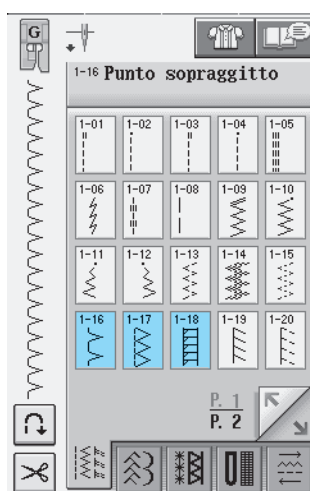 G
1-16 Punto sopraggitto
1-01 1-02 1-03 1-04 1-05
1-06 1-07 1-08 1-09 1-10
1-11 1-12 1-13 1-14 1-15
1-16 1-17 1-18 1-19 1-20
P. 1
P. 2